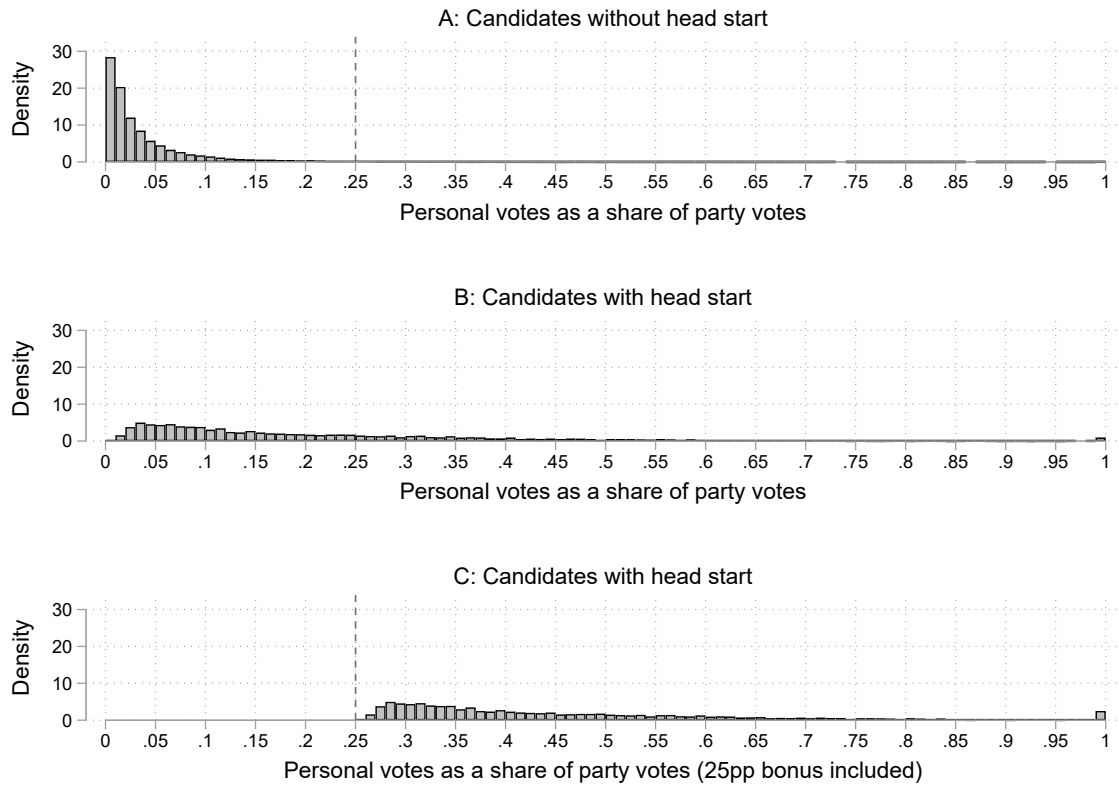 A: Candidates without head start
30
20
10
0
Density
0 .05 .1 .15 .2 .25 .3 .35 .4 .45 .5 .55 .6 .65 .7 .75 .8 .85 .9 .95 1
Personal votes as a share of party votes
B: Candidates with head start
30
20
10
0
Density
0 .05 .1 .15 .2 .25 .3 .35 .4 .45 .5 .55 .6 .65 .7 .75 .8 .85 .9 .95 1
Personal votes as a share of party votes
C: Candidates with head start
30
20
10
0
Density
0 .05 .1 .15 .2 .25 .3 .35 .4 .45 .5 .55 .6 .65 .7 .75 .8 .85 .9 .95 1
Personal votes as a share of party votes (25pp bonus included)